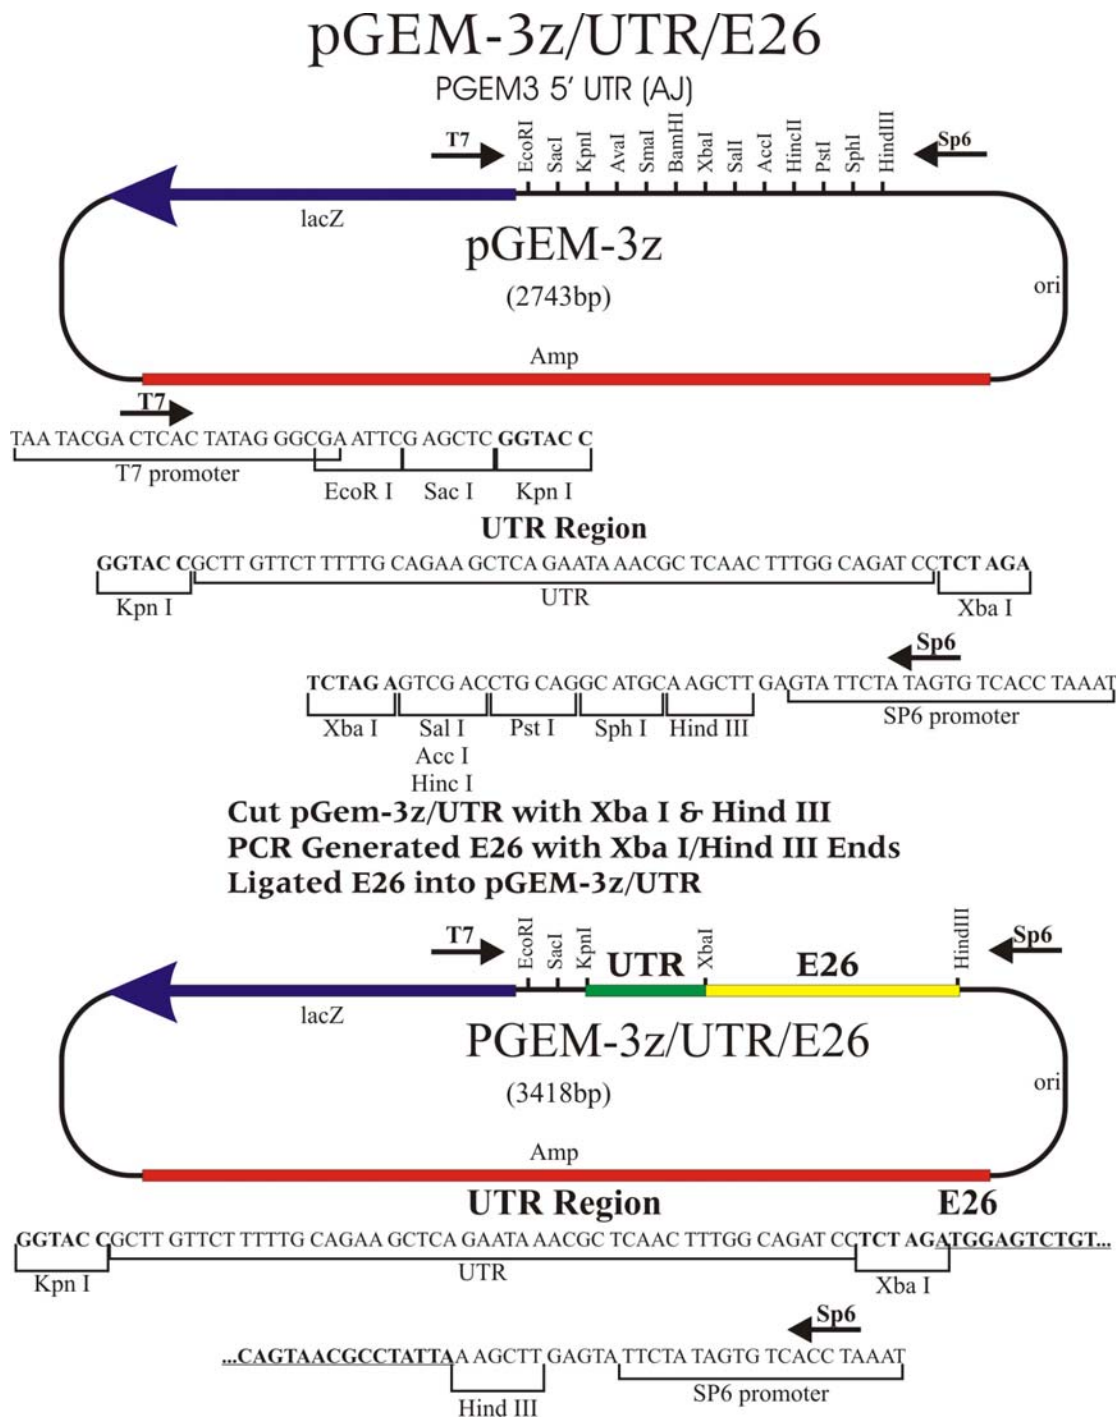 pGEM-3z/UTR/E26
PGEM3 5' UTR (AJ)
T7 EcoRI SacI KpnI AvaI SmaI BamHI XbaI SalI AccI HincII PstI SphI HindIII Sp6
lacZ
pGEM-3z
(2743bp)
ori
Amp
T7
TAATACGA CTCAC TATAG GGCGA ATTCG AGCTC GGTAC C
T7 promoter
EcoR I Sac I Kpn I
UTR Region
GGTAC CGCTT GTTCT TTTTG CAGAA GCTCA GAATA AACGC TCAAC TTTGG CAGAT CCTCT AGA
Kpn I UTR Xba I
Sp6
TCTAG AGTCG ACCTG CAGGC ATGCA AGCTT GAGTA TTCTA TAGTG TCACC TAAAT
Xba I Sal I Pst I Sph I Hind III SP6 promoter
Acc I
Hinc I
Cut pGem-3z/UTR with Xba I & Hind III
PCR Generated E26 with Xba I/Hind III Ends
Ligated E26 into pGEM-3z/UTR
T7 EcoRI SacI KpnI UTR XbaI E26 HindIII Sp6
lacZ
PGEM-3z/UTR/E26
(3418bp)
ori
Amp
UTR Region E26
GGTAC CGCTT GTTCT TTTTG CAGAA GCTCA GAATA AACGC TCAAC TTTGG CAGAT CCTCT AGATGGAGTCTGT...
Kpn I UTR Xba I
Sp6
...CAGTAACGCCTATTAA AGCTT GAGTA TTCTA TAGTG TCACC TAAAT
Hind III SP6 promoter